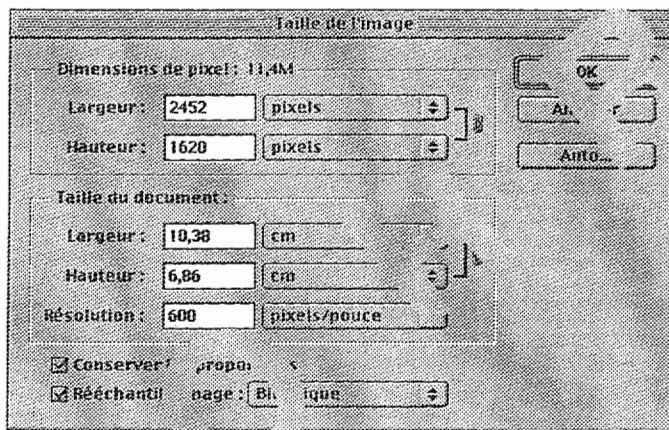 Taille de l'image
Dimensions de pixel : 11,4M
OK
Largeur : 2452 pixels
Hauteur : 1620 pixels
Auto...
Taille du document :
Largeur : 10,38 cm
Hauteur : 6,86 cm
Résolution : 600 pixels/pouce
Conserver